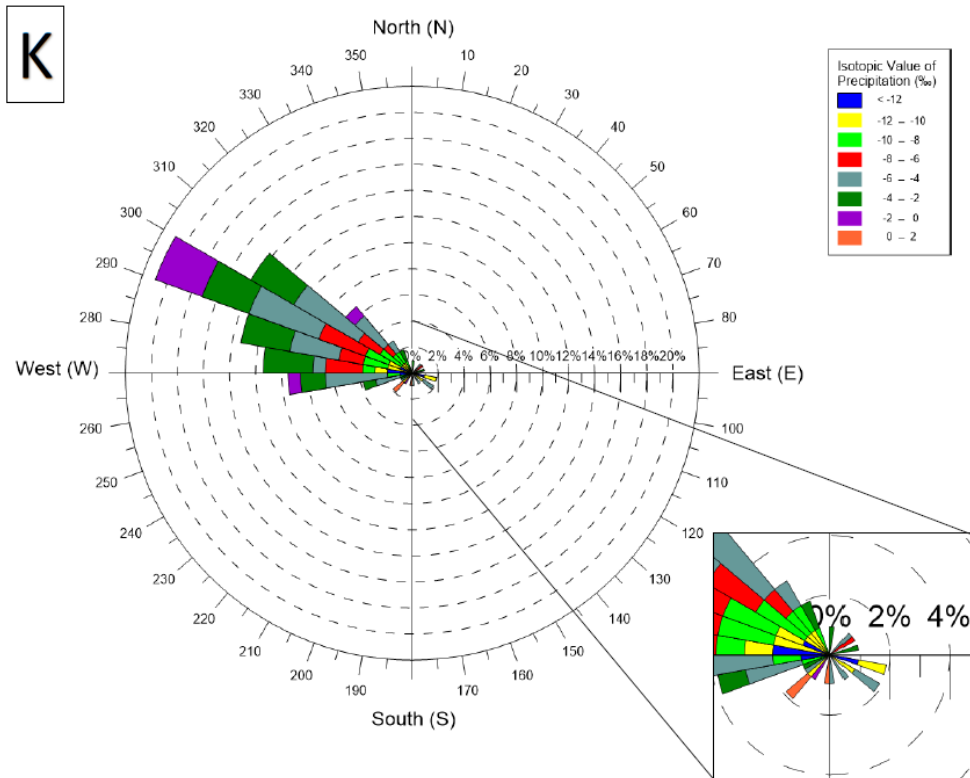 K
North (N)
350
10
340
20
330
30
320
40
310
50
300
60
290
70
280
80
0% 2% 4% 6% 8% 10% 12% 14% 16% 18% 20%
West (W)
East (E)
260
100
250
110
240
120
230
130
220
140
210
150
200
190
170
160
South (S)
Isotopic Value of
Precipitation (‰)
< -12
-12 – -10
-10 – -8
-8 – -6
-6 – -4
-4 – -2
-2 – 0
0 – 2
0% 2% 4%